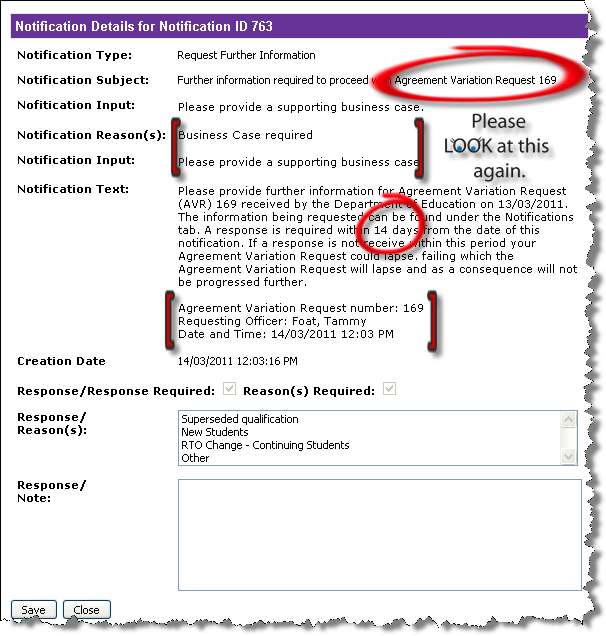 Notification Details for Notification ID 763
Notification Type: Request Further Information
Notification Subject: Further information required to proceed with Agreement Variation Request 169
Nofitication Input: Please provide a supporting business case.
Notification Reason(s): Business Case required
Notification Input: Please provide a supporting business case
Please
LOOK at this
again.
Notification Text: Please provide further information for Agreement Variation Request
(AVR) 169 received by the Department of Education on 13/03/2011.
The information being requested can be found under the Notifications
tab. A response is required within 14 days from the date of this
notification. If a response is not receive within this period your
Agreement Variation Request could lapse. failing which the
Agreement Variation Request will lapse and as a consequence will not
be progressed further.
Agreement Variation Request number: 169
Requesting Officer: Foat, Tammy
Date and Time: 14/03/2011 12:03 PM
Creation Date 14/03/2011 12:03:16 PM
Response/Response Required: Reason(s) Required:
Response/
Reason(s):
Superseded qualification
New Students
RTO Change - Continuing Students
Other
Response/
Note:
Save Close